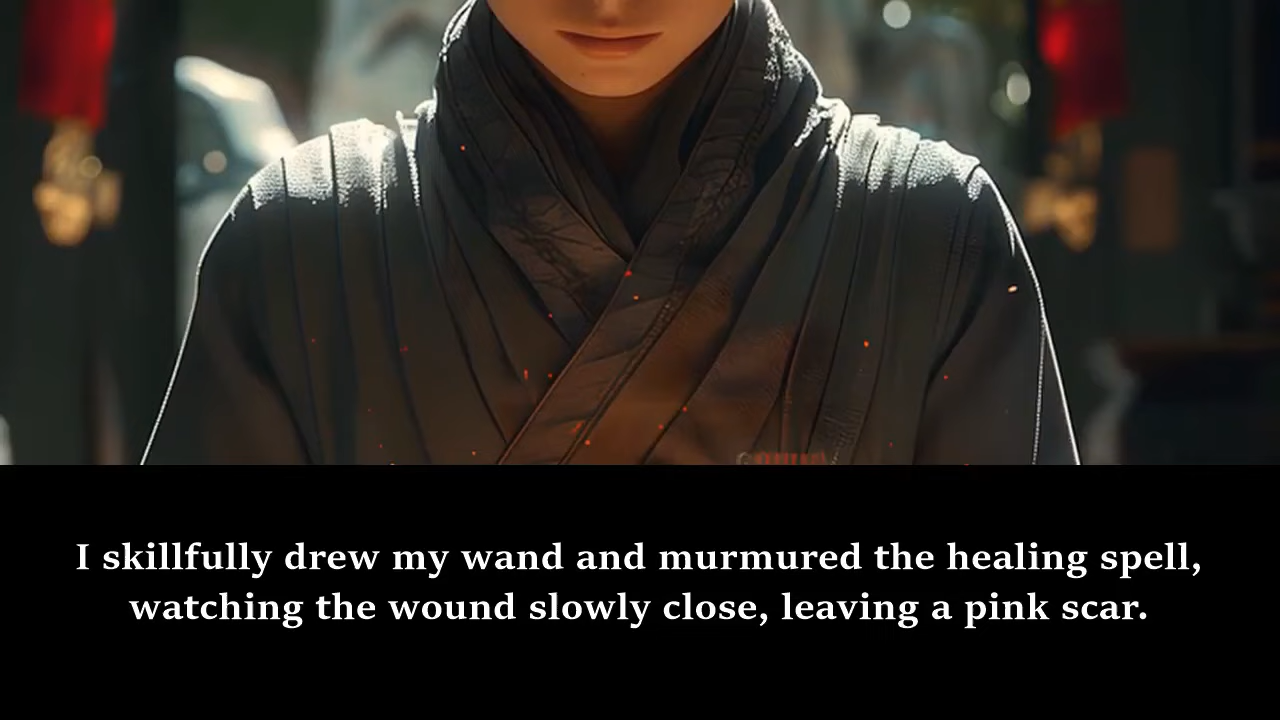 I skillfully drew my wand and murmured the healing spell,
watching the wound slowly close, leaving a pink scar.